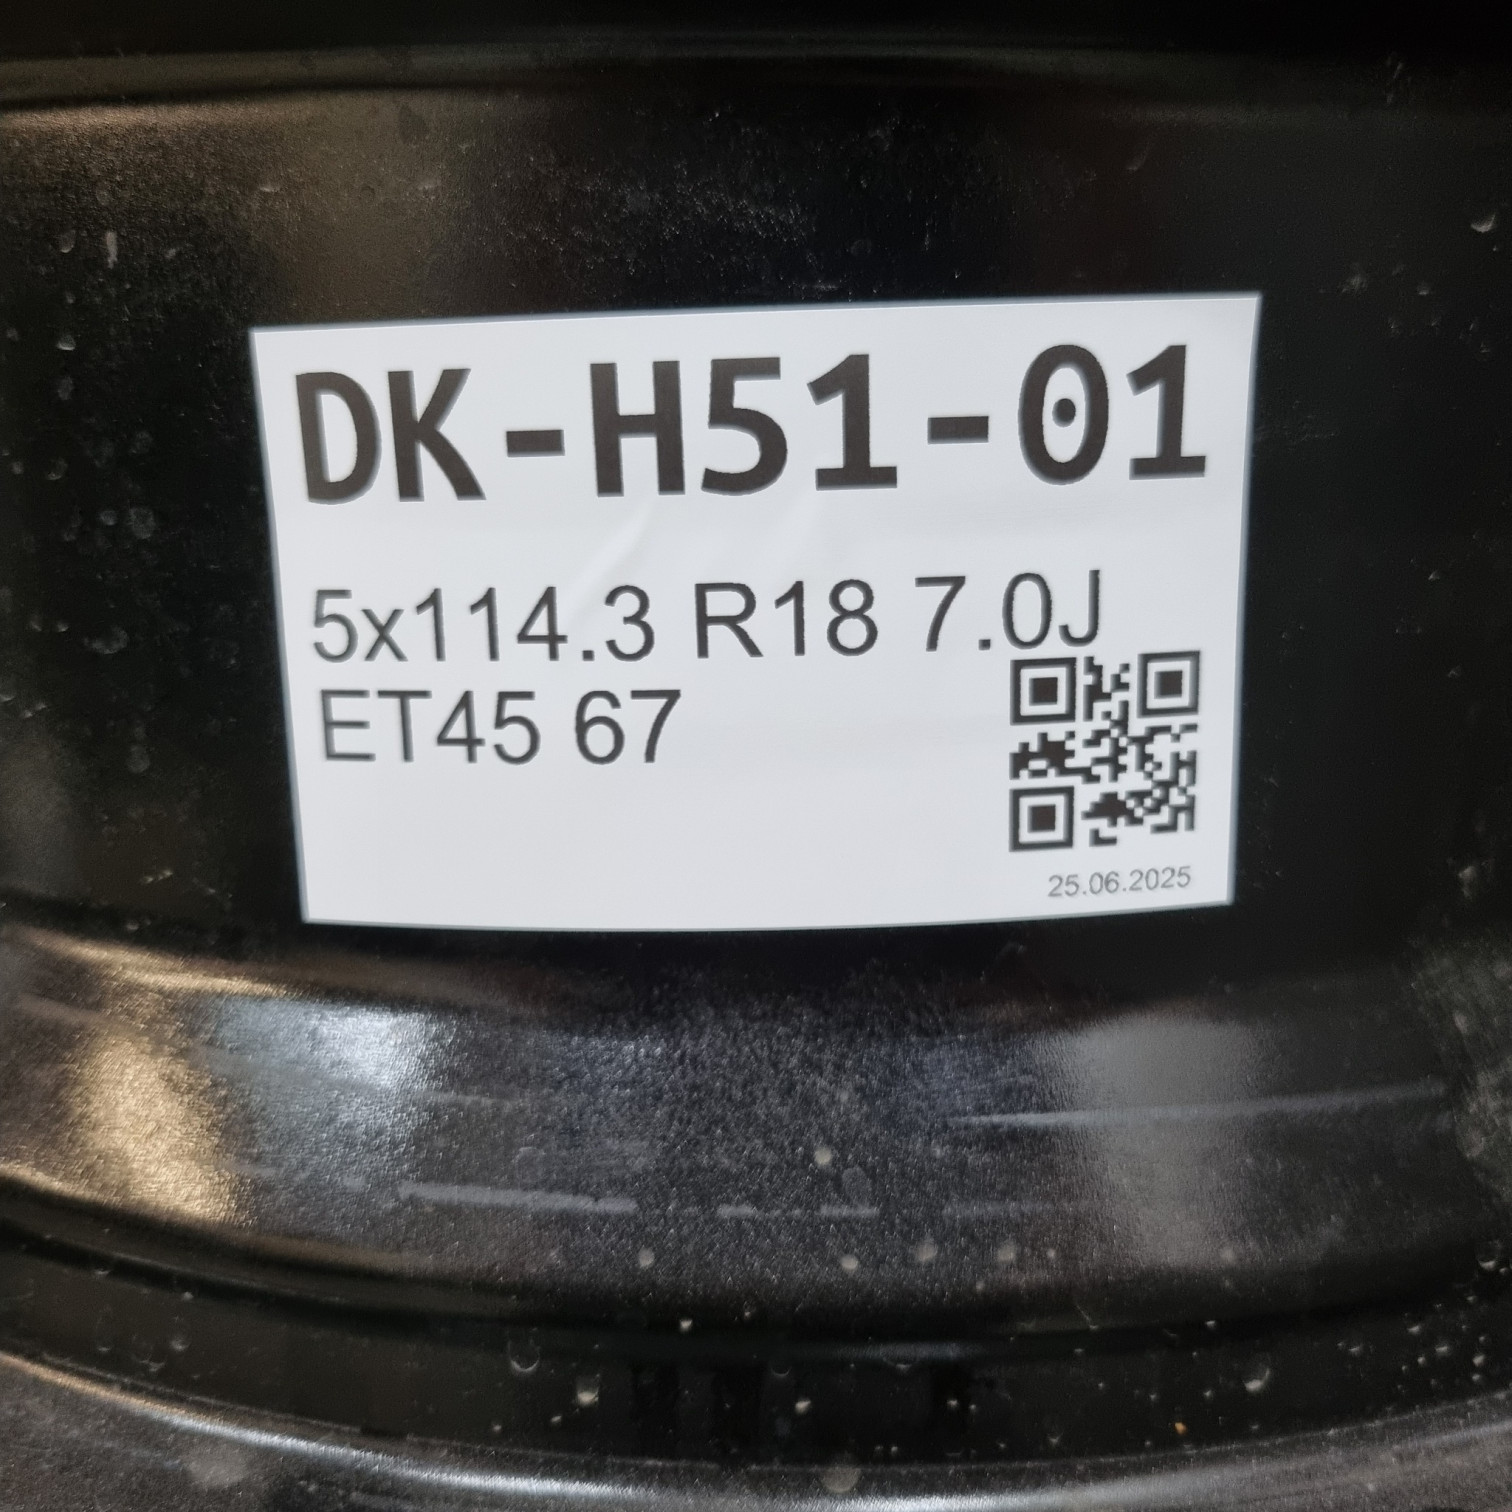 DK-H51-01
5x114.3 R18 7.0J
ET45 67
25.06.2025